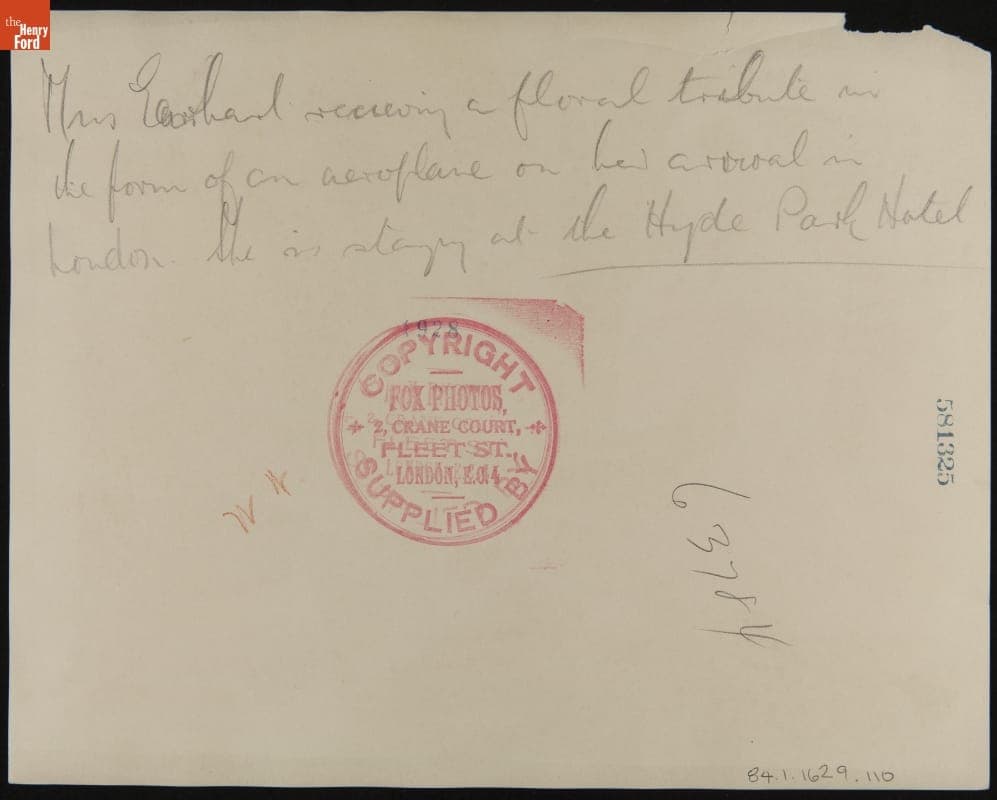 the
Henry
Ford
Miss Earhart receiving a floral tribute in
the form of an aeroplane on her arrival in
London. She is staying at the Hyde Park Hotel
1928
COPYRIGHT
FOX PHOTOS,
2, CRANE COURT,
FLEET ST.,
LONDON, E.C.4
SUPPLIED BY
581325
84.1.1629.110